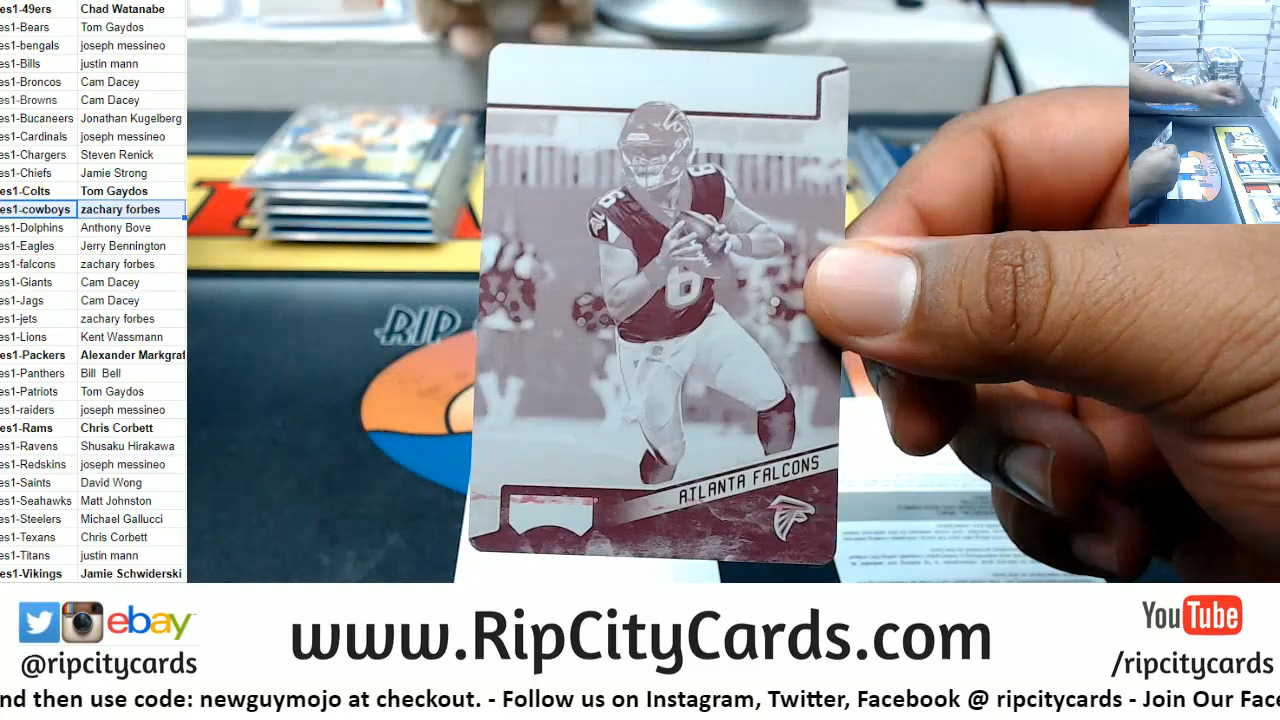 es1-49ers Chad Watanabe
es1-Bears Tom Gaydos
es1-bengals joseph messineo
es1-Bills justin mann
es1-Broncos Cam Dacey
es1-Browns Cam Dacey
es1-Bucaneers Jonathan Kugelberg
es1-Cardinals joseph messineo
es1-Chargers Steven Renick
es1-Chiefs Jamie Strong
es1-Colts Tom Gaydos
es1-cowboys zachary forbes
es1-Dolphins Anthony Bove
es1-Eagles Jerry Bennington
es1-falcons zachary forbes
es1-Giants Cam Dacey
es1-Jags Cam Dacey
es1-jets zachary forbes
es1-Lions Kent Wassmann
es1-Packers Alexander Markgraf
es1-Panthers Bill Bell
es1-Patriots Tom Gaydos
es1-raiders joseph messineo
es1-Rams Chris Corbett
es1-Ravens Shusaku Hirakawa
es1-Redskins joseph messineo
es1-Saints David Wong
es1-Seahawks Matt Johnston
es1-Steelers Michael Gallucci
es1-Texans Chris Corbett
es1-Titans justin mann
es1-Vikings Jamie Schwiderski
RIP
6
6
6
ATLANTA FALCONS
ebay
@ripcitycards
www.RipCityCards.com
YouTube
/ripcitycards
nd then use code: newguymojo at checkout. - Follow us on Instagram, Twitter, Facebook @ ripcitycards - Join Our Fac